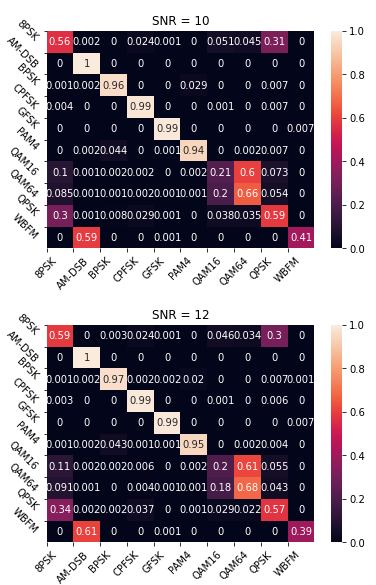 SNR = 10
8PSK 0.56 0.002 0 0.024 0.001 0 0.051 0.045 0.31 0
AM-DSB 0 1 0 0 0 0 0 0 0 0
BPSK 0.001 0.002 0.96 0 0 0.029 0 0 0.007 0
CPFSK 0.004 0 0 0.99 0 0 0.001 0 0.007 0
GFSK 0 0 0 0 0.99 0 0 0 0 0.007
PAM4 0 0.002 0.044 0 0.001 0.94 0 0.002 0.007 0
QAM16 0.1 0.001 0.002 0.002 0 0.002 0.21 0.6 0.073 0
QAM64 0.085 0.001 0.001 0.002 0.001 0.001 0.2 0.66 0.054 0
QPSK 0.3 0.001 0.008 0.029 0.001 0 0.038 0.035 0.59 0
WBFM 0 0.59 0 0 0.001 0 0 0 0 0.41
8PSK AM-DSB BPSK CPFSK GFSK PAM4 QAM16 QAM64 QPSK WBFM
1.0
0.8
0.6
0.4
0.2
0.0
SNR = 12
8PSK 0.59 0 0.003 0.024 0.001 0 0.046 0.034 0.3 0
AM-DSB 0 1 0 0 0 0 0 0 0 0
BPSK 0.001 0.002 0.97 0.002 0.002 0.02 0 0 0.007 0.001
CPFSK 0.003 0 0 0.99 0 0 0.001 0 0.006 0
GFSK 0 0 0 0 0.99 0 0 0 0 0.007
PAM4 0.001 0.002 0.043 0.001 0.001 0.95 0 0.002 0.004 0
QAM16 0.11 0.002 0.002 0.006 0 0.002 0.2 0.61 0.055 0
QAM64 0.091 0.001 0 0.004 0.001 0.001 0.18 0.68 0.043 0
QPSK 0.34 0.002 0.002 0.037 0 0.001 0.029 0.022 0.57 0
WBFM 0 0.61 0 0 0.001 0 0 0 0 0.39
8PSK AM-DSB BPSK CPFSK GFSK PAM4 QAM16 QAM64 QPSK WBFM
1.0
0.8
0.6
0.4
0.2
0.0